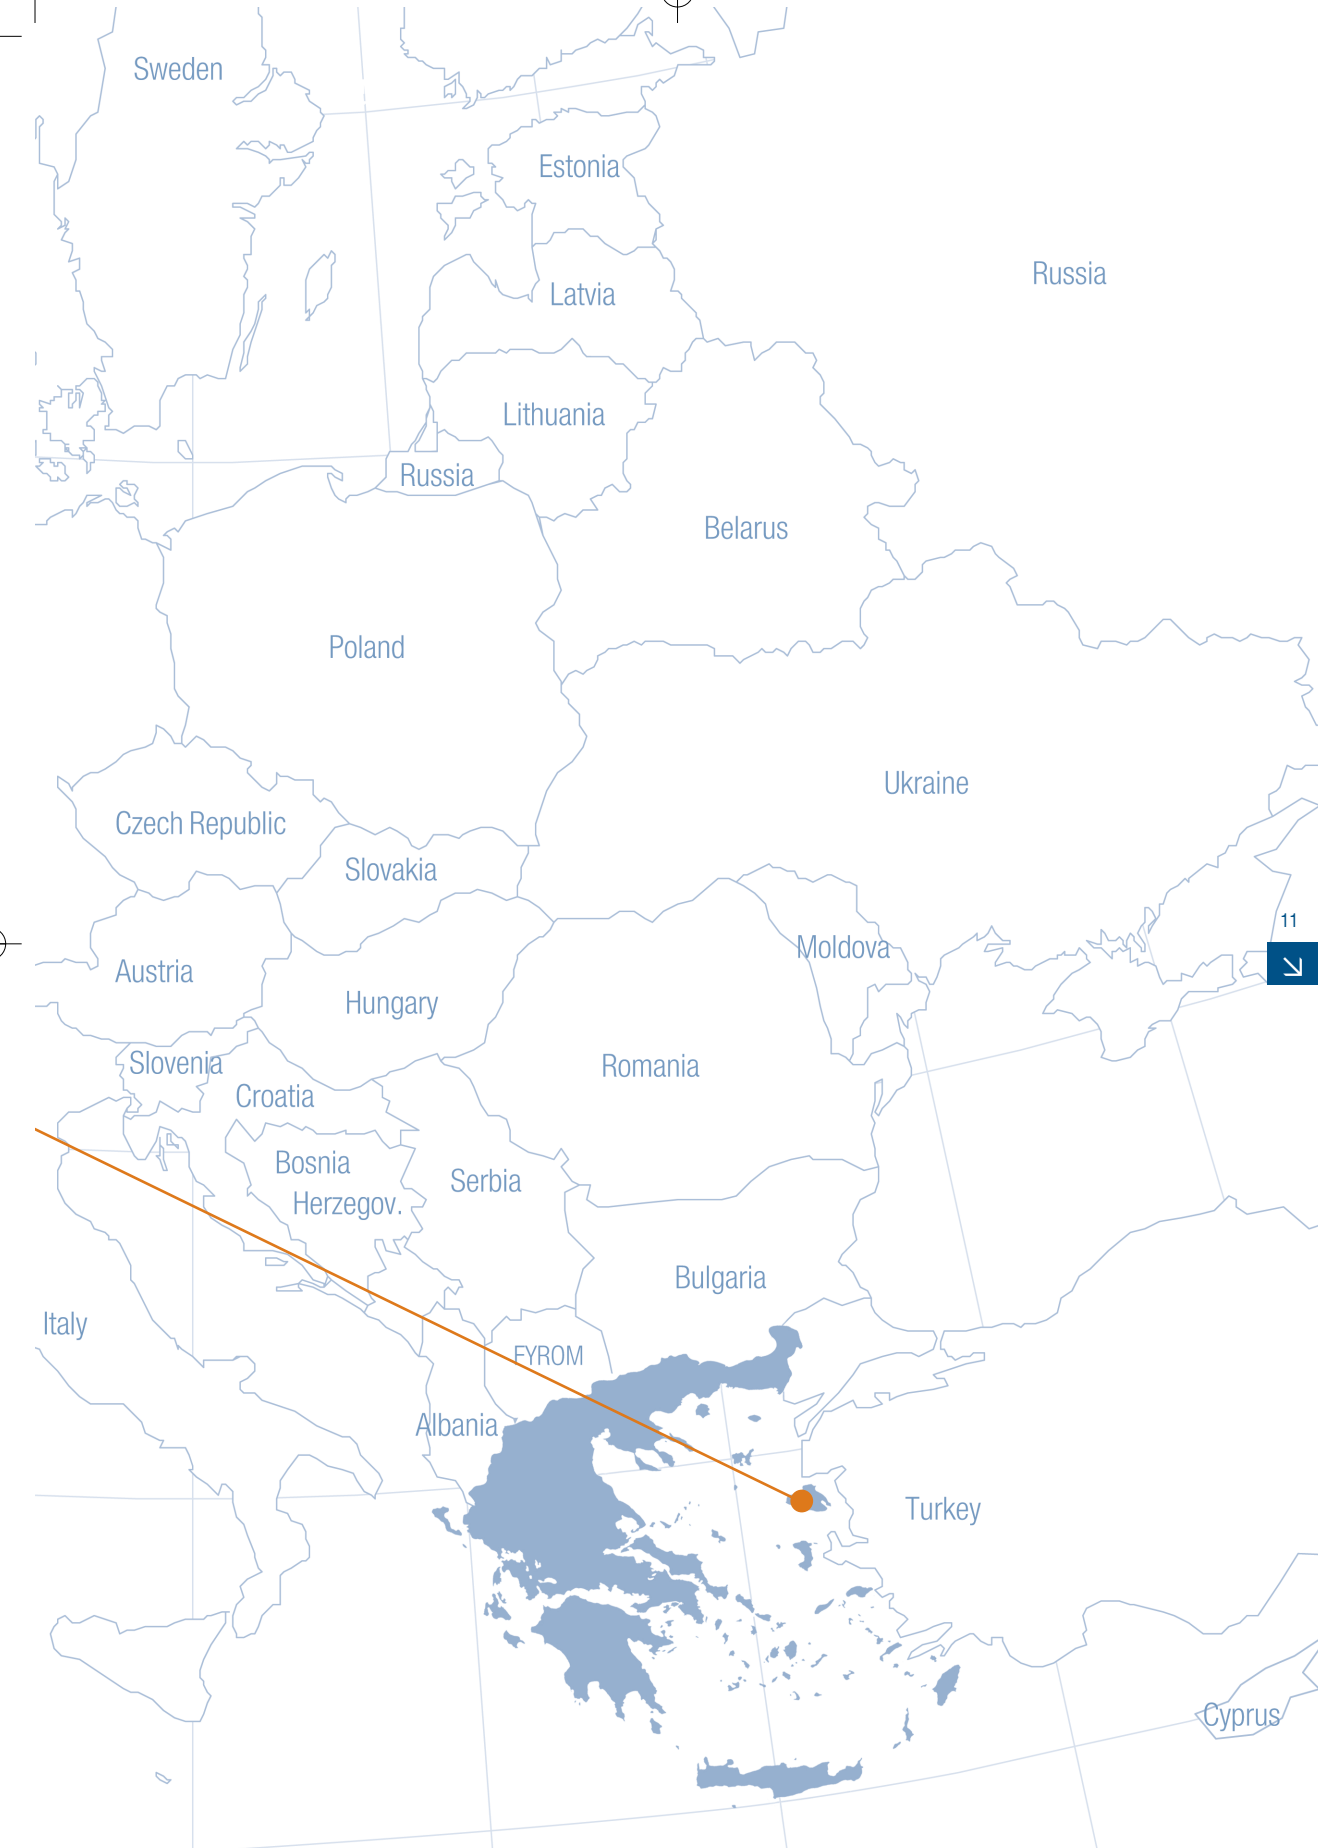 Sweden
Estonia
Russia
Latvia
Lithuania
Russia
Belarus
Poland
Ukraine
Czech Republic
Slovakia
11
Moldova
Austria
Hungary
Slovenia
Romania
Croatia
Bosnia
Herzegov.
Serbia
Bulgaria
Italy
FYROM
Albania
Turkey
Cyprus